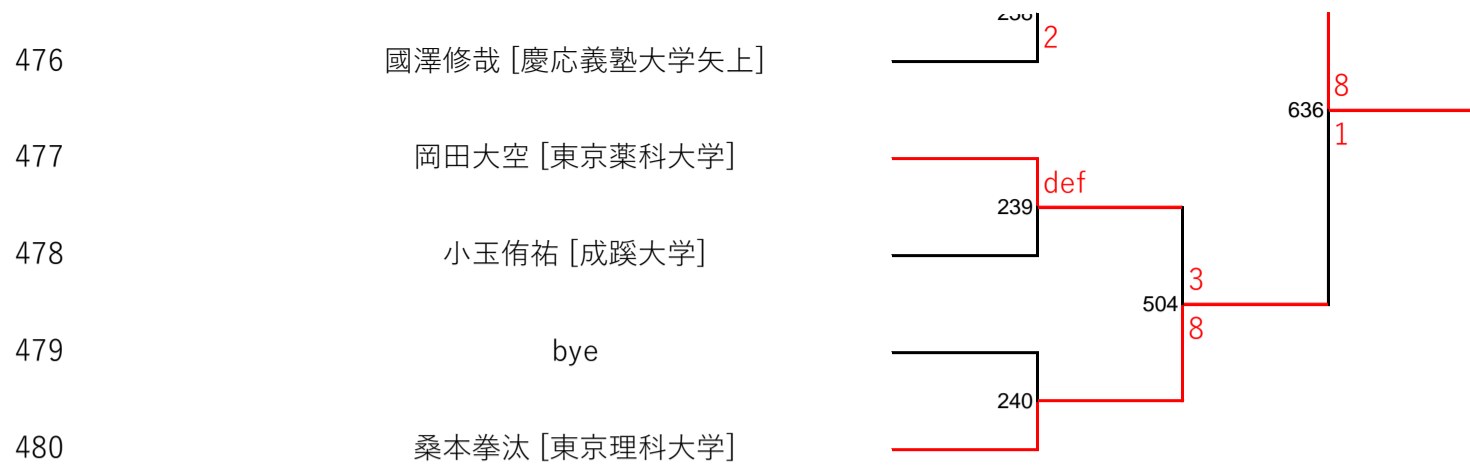 476 國澤修哉 [慶応義塾大学矢上] 2
8
636
1
477 岡田大空 [東京薬科大学]
def
239
478 小玉侑祐 [成蹊大学]
3
504
8
479 bye
240
480 桑本拳汰 [東京理科大学]